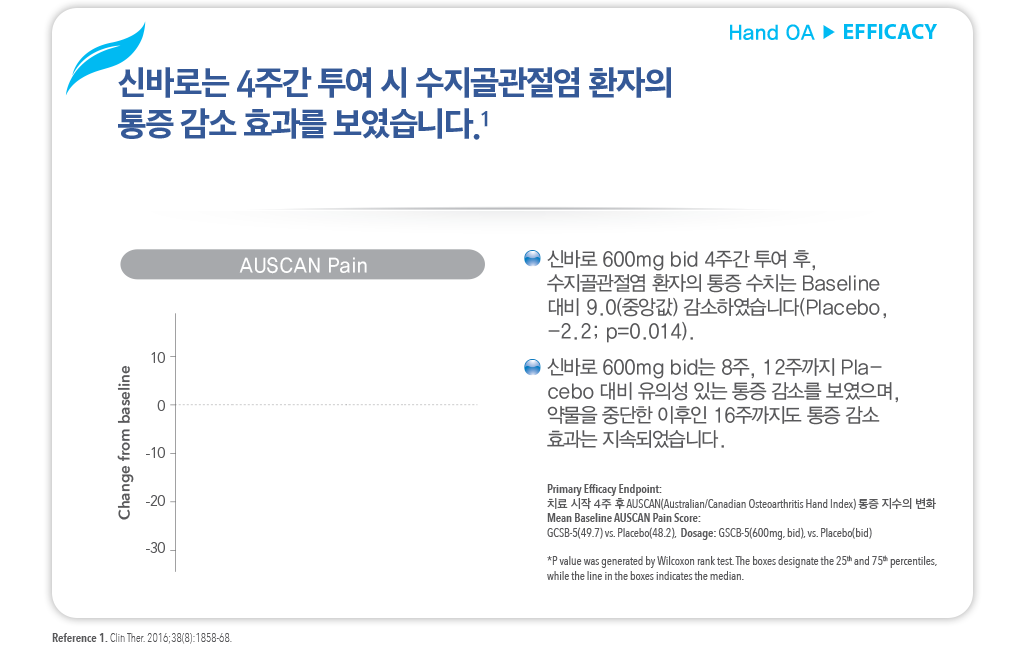 Hand OA ▶ EFFICACY
신바로는 4주간 투여 시 수지골관절염 환자의
통증 감소 효과를 보였습니다.1
AUSCAN Pain
Change from baseline
10
0
-10
-20
-30
신바로 600mg bid 4주간 투여 후,
수지골관절염 환자의 통증 수치는 Baseline
대비 9.0(중앙값) 감소하였습니다(Placebo,
-2.2; p=0.014).
신바로 600mg bid는 8주, 12주까지 Pla-
cebo 대비 유의성 있는 통증 감소를 보였으며,
약물을 중단한 이후인 16주까지도 통증 감소
효과는 지속되었습니다.
Primary Efficacy Endpoint:
치료 시작 4주 후 AUSCAN(Australian/Canadian Osteoarthritis Hand Index) 통증 지수의 변화
Mean Baseline AUSCAN Pain Score:
GCSB-5(49.7) vs. Placebo(48.2), Dosage: GSCB-5(600mg, bid), vs. Placebo(bid)
*P value was generated by Wilcoxon rank test. The boxes designate the 25th and 75th percentiles,
while the line in the boxes indicates the median.
Reference 1. Clin Ther. 2016;38(8):1858-68.